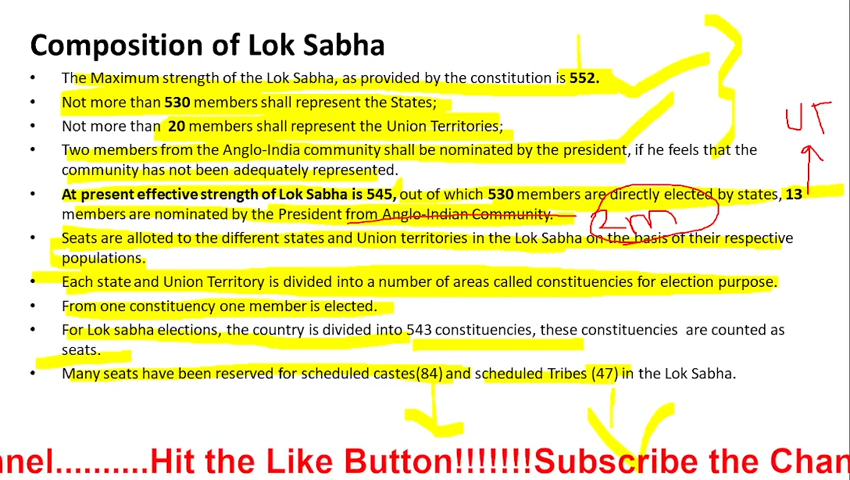 Composition of Lok Sabha
• The Maximum strength of the Lok Sabha, as provided by the constitution is 552.
• Not more than 530 members shall represent the States;
• Not more than 20 members shall represent the Union Territories;
• Two members from the Anglo-India community shall be nominated by the president, if he feels that the
community has not been adequately represented.
UT
• At present effective strength of Lok Sabha is 545, out of which 530 members are directly elected by states, 13
members are nominated by the President from Anglo-Indian Community.
2m
• Seats are alloted to the different states and Union territories in the Lok Sabha on the basis of their respective
populations.
• Each state and Union Territory is divided into a number of areas called constituencies for election purpose.
• From one constituency one member is elected.
• For Lok sabha elections, the country is divided into 543 constituencies, these constituencies are counted as
seats.
• Many seats have been reserved for scheduled castes(84) and scheduled Tribes (47) in the Lok Sabha.
nnel..........Hit the Like Button!!!!!!!Subscribe the Chan